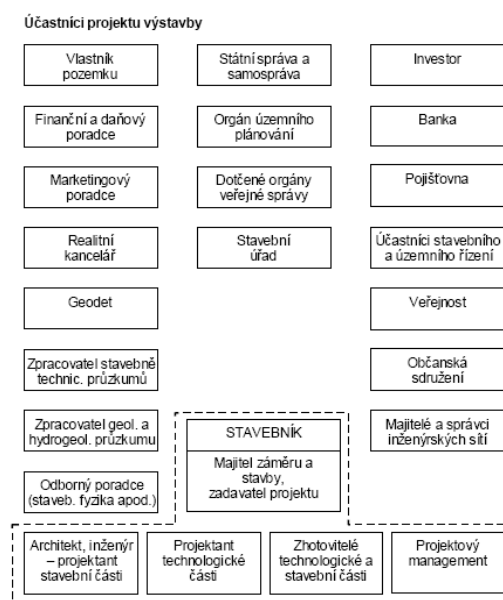 Účastníci projektu výstavby
Vlastník
pozemku
Státní správa a
samospráva
Investor
Finanční a daňový
poradce
Orgán územního
plánování
Banka
Marketingový
poradce
Dotčené orgány
veřejné správy
Pojišťovna
Realitní
kancelář
Stavební
úřad
Účastníci stavebního
a územního řízení
Geodet
Veřejnost
Zpracovatel stavebně
technic. průzkumů
Občanská
sdružení
Zpracovatel geol. a
hydrogeol. průzkumu
STAVEBNÍK
Majitel záměru a
stavby,
zadavatel projektu
Majitelé a správci
inženýrských sítí
Odborný poradce
(staveb. fyzika apod.)
Architekt, inženýr
– projektant
stavební části
Projektant
technologické
části
Zhotovitelé
technologické a
stavební části
Projektový
management